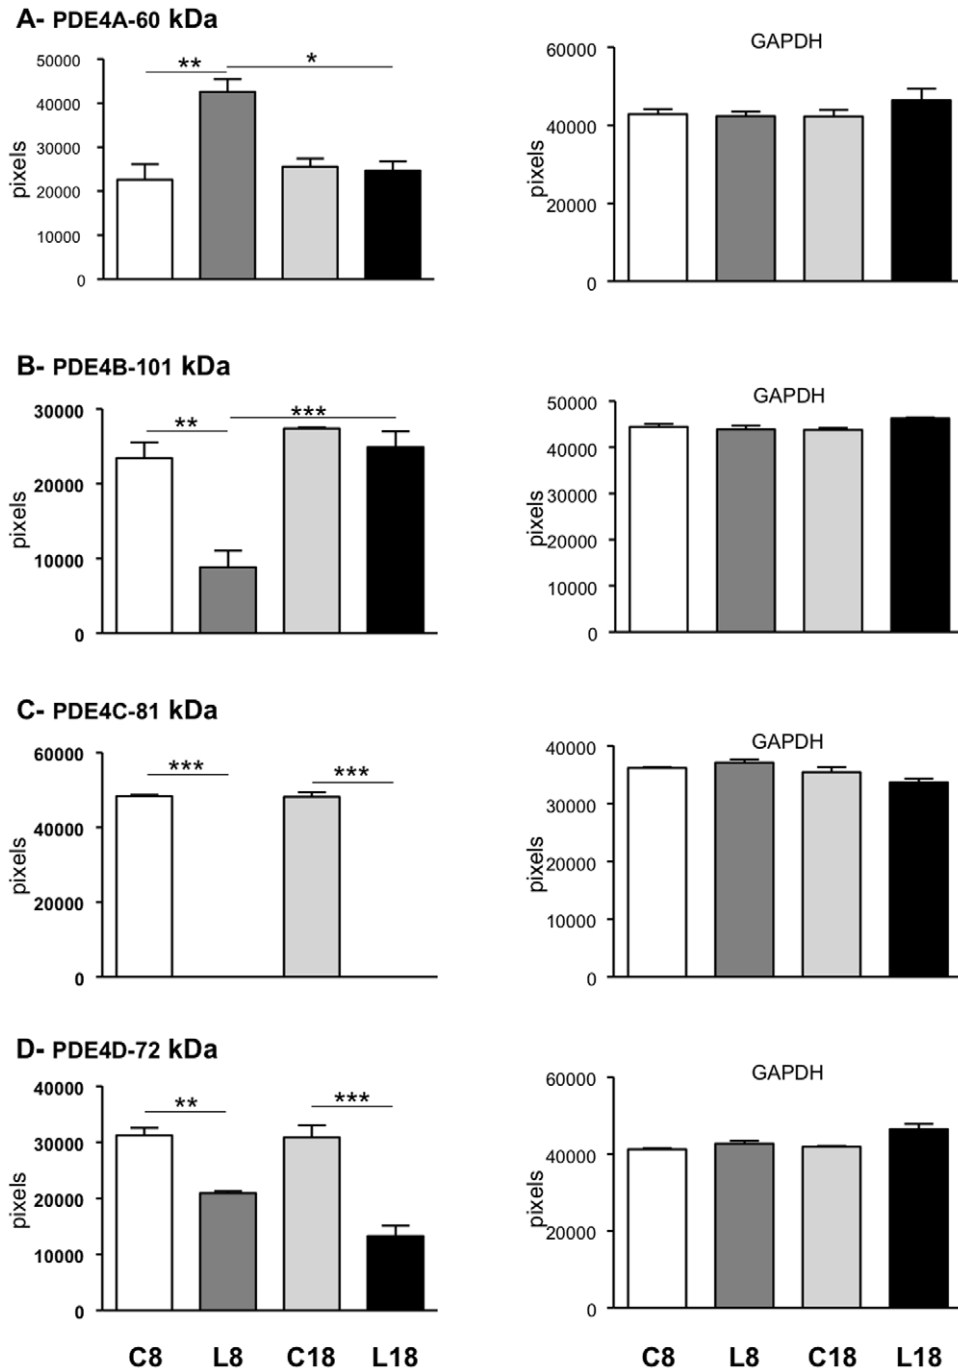 A- PDE4A-60 kDa
GAPDH
50000
40000
30000
20000
10000
0
pixels
**
*
60000
40000
20000
0
pixels
B- PDE4B-101 kDa
GAPDH
30000
20000
10000
0
pixels
**
***
50000
40000
30000
20000
10000
0
pixels
C- PDE4C-81 kDa
GAPDH
60000
40000
20000
0
pixels
***
***
40000
30000
20000
10000
0
pixels
D- PDE4D-72 kDa
GAPDH
40000
30000
20000
10000
0
pixels
**
***
60000
40000
20000
0
pixels
C8 L8 C18 L18 C8 L8 C18 L18